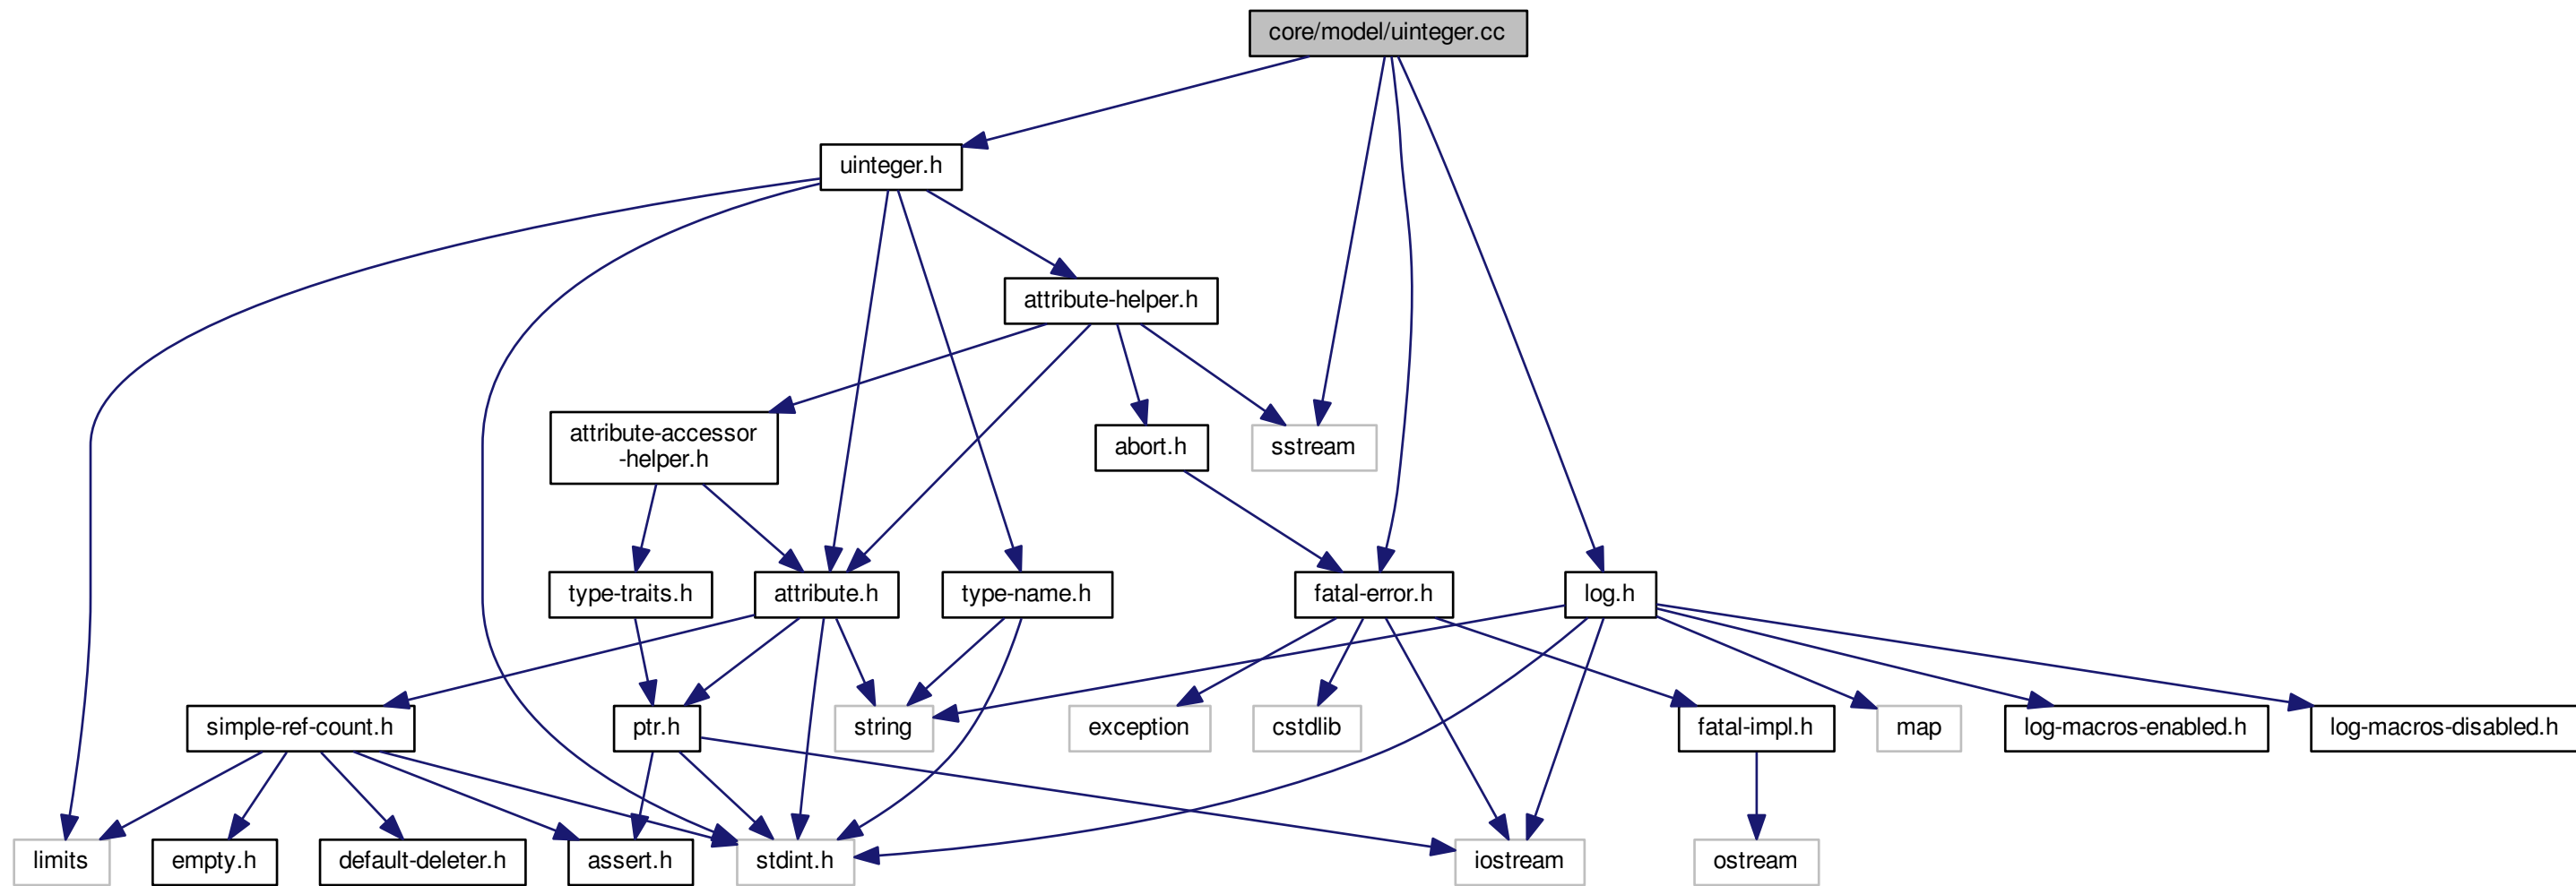 core/model/uinteger.cc
uinteger.h
attribute-helper.h
attribute-accessor
-helper.h
abort.h
sstream
type-traits.h
attribute.h
type-name.h
fatal-error.h
log.h
simple-ref-count.h
ptr.h
string
exception
cstdlib
fatal-impl.h
map
log-macros-enabled.h
log-macros-disabled.h
limits
empty.h
default-deleter.h
assert.h
stdint.h
iostream
ostream